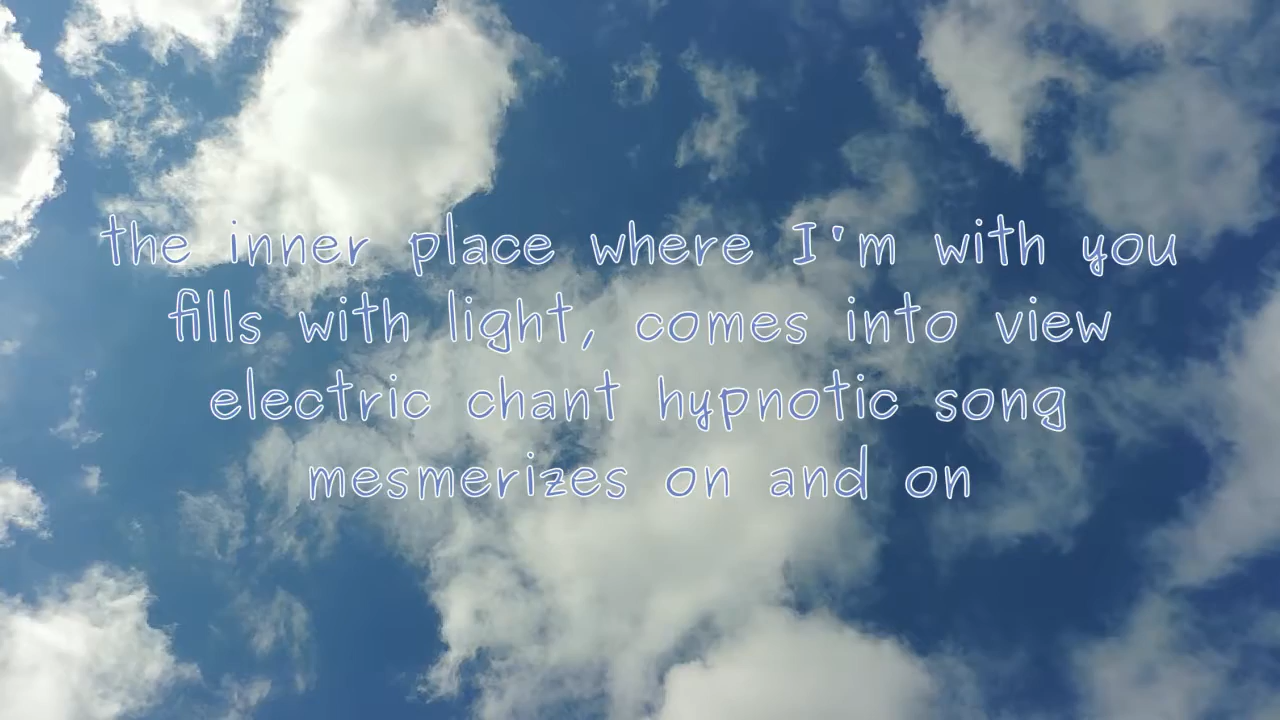 the inner place where I'm with you
fills with light, comes into view
electric chant hypnotic song
mesmerizes on and on